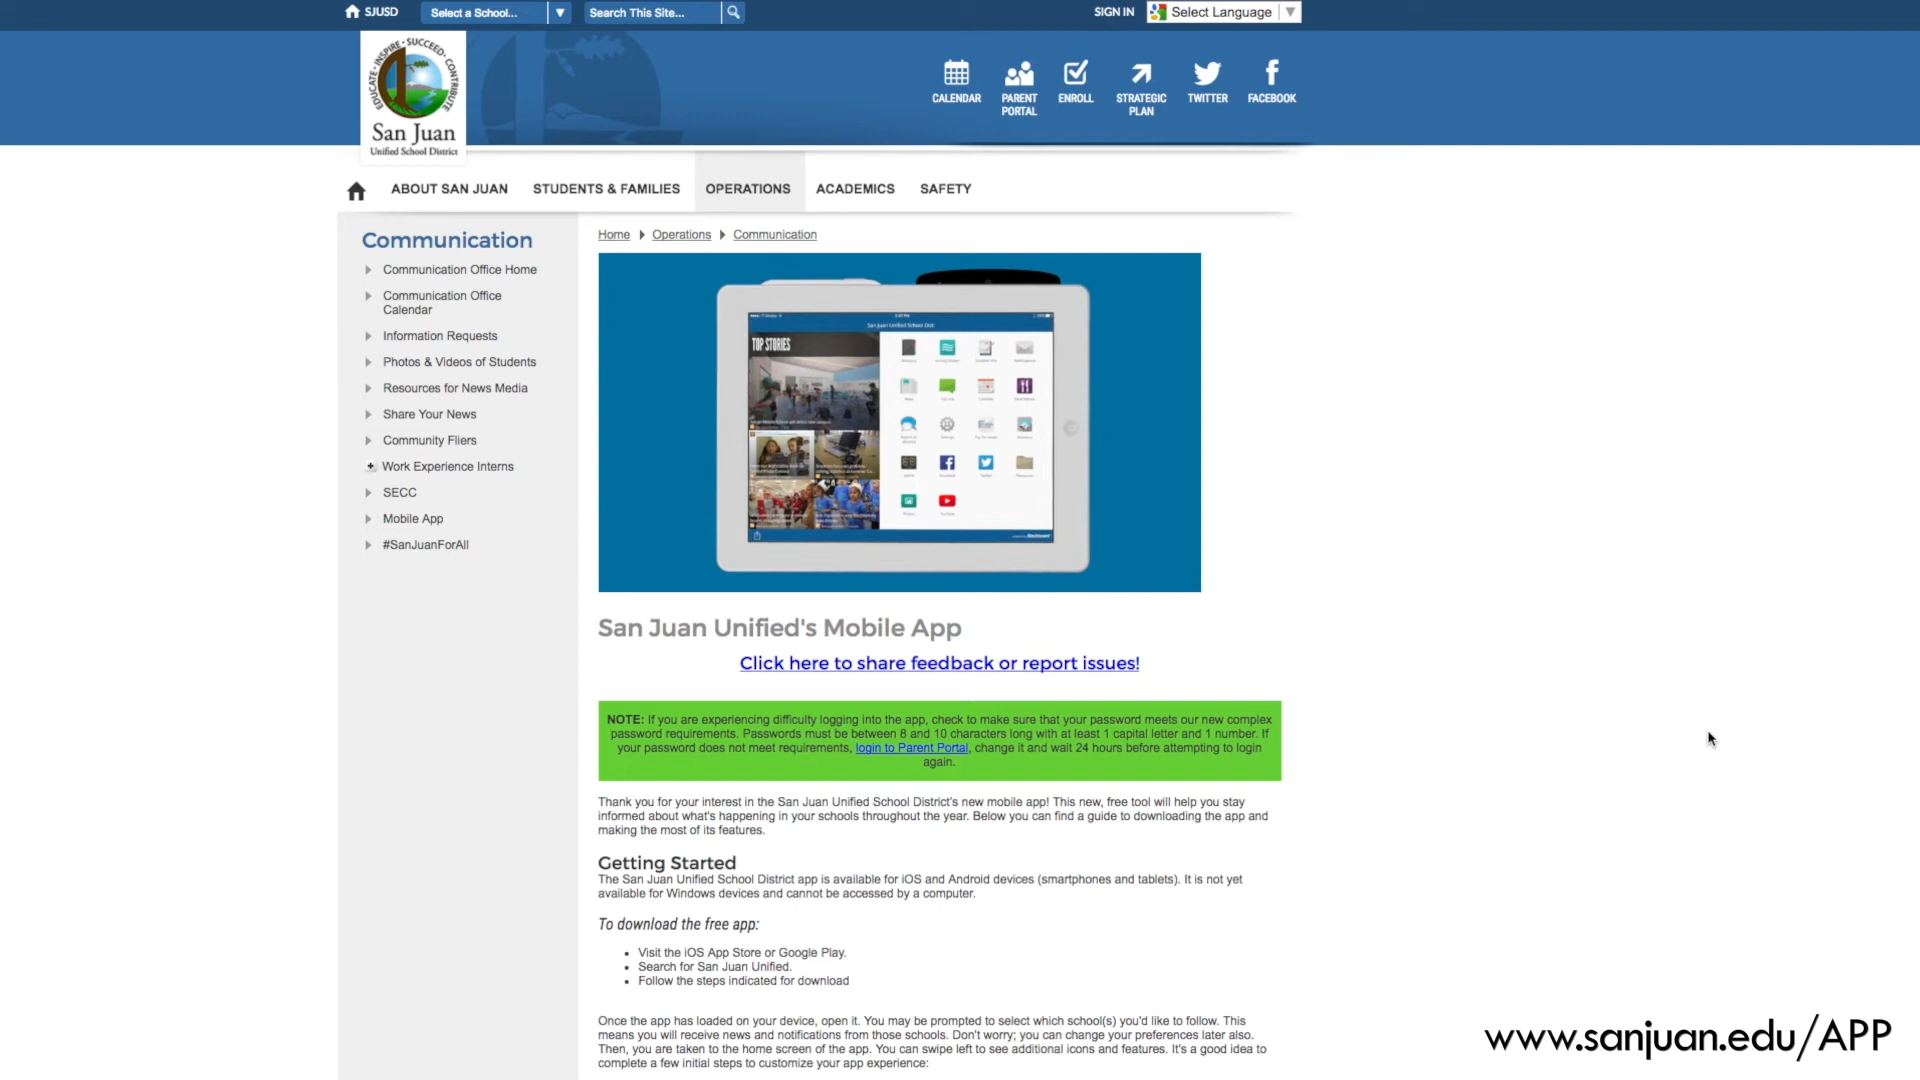 SJUSD
Select a School...
Search This Site...
SIGN IN
Select Language
EDUCATE · INSPIRE · SUCCEED · CONTRIBUTE
San Juan
Unified School District
CALENDAR
PARENT
PORTAL
ENROLL
STRATEGIC
PLAN
TWITTER
FACEBOOK
ABOUT SAN JUAN
STUDENTS & FAMILIES
OPERATIONS
ACADEMICS
SAFETY
Communication
Communication Office Home
Communication Office
Calendar
Information Requests
Photos & Videos of Students
Resources for News Media
Share Your News
Community Fliers
Work Experience Interns
SECC
Mobile App
#SanJuanForAll
Home
Operations
Communication
San Juan Unified School Dist.
TOP STORIES
San Juan Unified's Mobile App
Click here to share feedback or report issues!
NOTE: If you are experiencing difficulty logging into the app, check to make sure that your password meets our new complex
password requirements. Passwords must be between 8 and 10 characters long with at least 1 capital letter and 1 number. If
your password does not meet requirements, login to Parent Portal, change it and wait 24 hours before attempting to login
again.
Thank you for your interest in the San Juan Unified School District's new mobile app! This new, free tool will help you stay
informed about what's happening in your schools throughout the year. Below you can find a guide to downloading the app and
making the most of its features.
Getting Started
The San Juan Unified School District app is available for iOS and Android devices (smartphones and tablets). It is not yet
available for Windows devices and cannot be accessed by a computer.
To download the free app:
Visit the iOS App Store or Google Play.
Search for San Juan Unified.
Follow the steps indicated for download
Once the app has loaded on your device, open it. You may be prompted to select which school(s) you'd like to follow. This
means you will receive news and notifications from those schools. Don't worry; you can change your preferences later also.
Then, you are taken to the home screen of the app. You can swipe left to see additional icons and features. It's a good idea to
complete a few initial steps to customize your app experience:
www.sanjuan.edu/APP